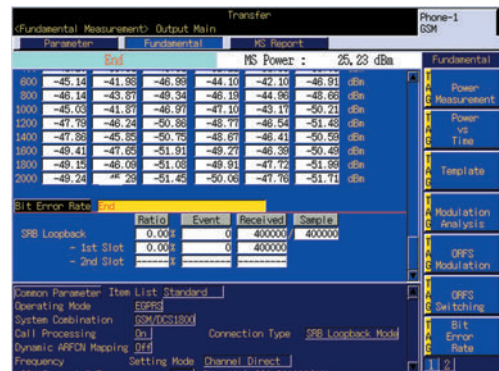 Transfer
<Fundamental Measurement> Output Main
Phone-1
GSM
Parameter Fundamental MS Report
End MS Power : 25.23 dBm
600 -45.14 -41.98 -46.99 -44.10 -42.10 -46.91 dBm
800 -46.14 -43.87 -49.34 -46.19 -44.96 -48.66 dBm
1000 -45.03 -41.87 -46.97 -47.10 -43.17 -50.21 dBm
1200 -47.78 -46.24 -50.86 -48.77 -46.54 -51.48 dBm
1400 -47.86 -45.85 -50.75 -48.67 -46.41 -50.59 dBm
1600 -49.41 -47.65 -51.91 -49.27 -46.39 -50.49 dBm
1800 -49.15 -46.09 -51.08 -49.91 -47.72 -51.99 dBm
2000 -49.24 -51.45 -50.06 -47.76 -51.71 dBm
Bit Error Rate End
Ratio Event Received Sample
SRB Loopback 0.00% 0 400000 / 400000
- 1st Slot 0.00% 0 400000
- 2nd Slot -----% ------ ------
Common Parameter Item List Standard
Operating Mode EGPRS
System Combination GSM/DCS1800
Call Processing On Connection Type SRB Loopback Mode
Dynamic ARFCN Mapping Off
Frequency Setting Mode Channel Direct
Fundamental
TAG Power Measurement
TAG Power vs Time
TAG Template
TAG Modulation Analysis
TAG ORFS Modulation
TAG ORFS Switching
TAG Bit Error Rate
1 2